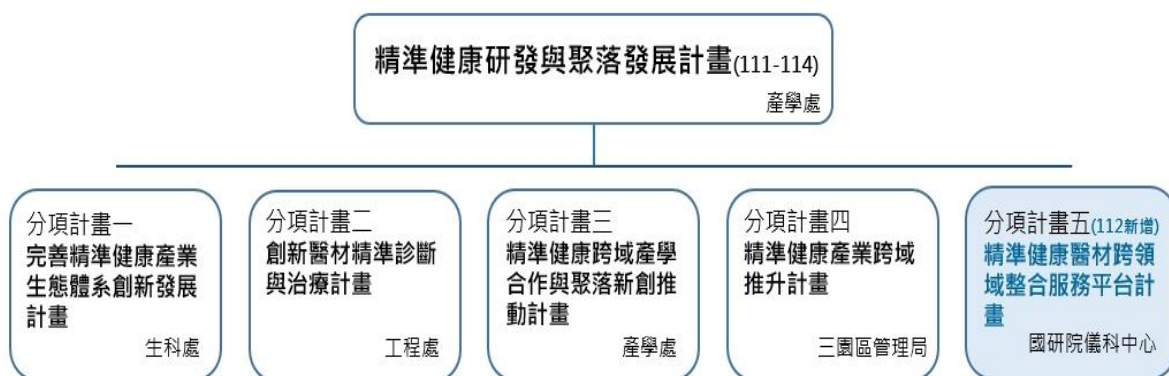 精準健康研發與聚落發展計畫(111-114)
產學處
分項計畫一
完善精準健康產業
生態體系創新發展
計畫
生科處
分項計畫二
創新醫材精準診斷
與治療計畫
工程處
分項計畫三
精準健康跨域產學
合作與聚落新創推
動計畫
產學處
分項計畫四
精準健康產業跨域
推升計畫
三園區管理局
分項計畫五(112新增)
精準健康醫材跨領
域整合服務平台計
畫
國研院儀科中心